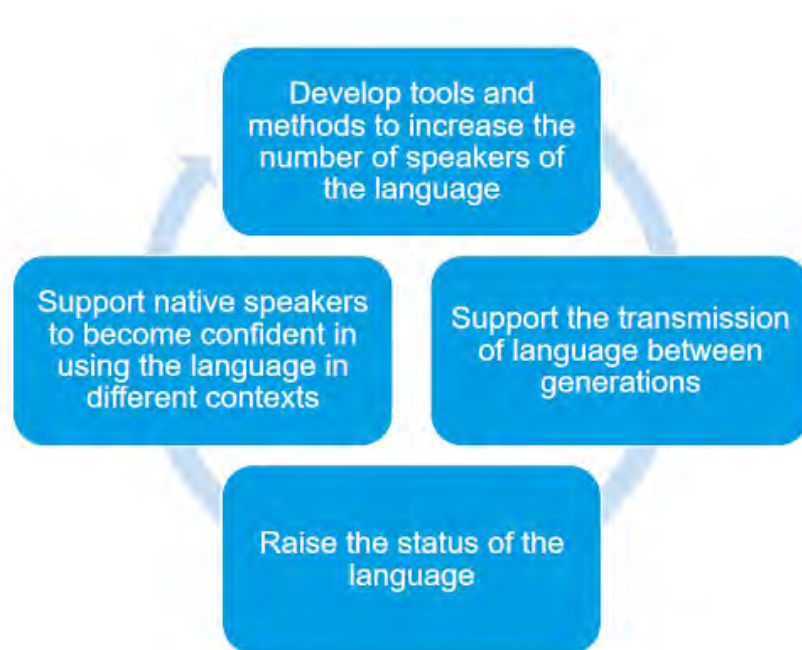 Develop tools and
methods to increase the
number of speakers of
the language
Support native speakers
to become confident in
using the language in
different contexts
Support the transmission
of language between
generations
Raise the status of the
language